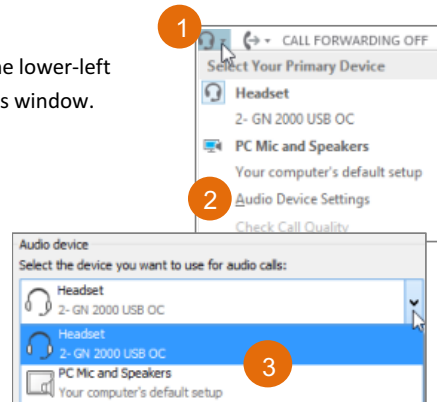 1
CALL FORWARDING OFF
lower-left
s window.
Select Your Primary Device
Headset
2- GN 2000 USB OC
PC Mic and Speakers
Your computer's default setup
2
Audio Device Settings
Check Call Quality
Audio device
Select the device you want to use for audio calls:
Headset
2- GN 2000 USB OC
Headset
2- GN 2000 USB OC
3
PC Mic and Speakers
Your computer's default setup